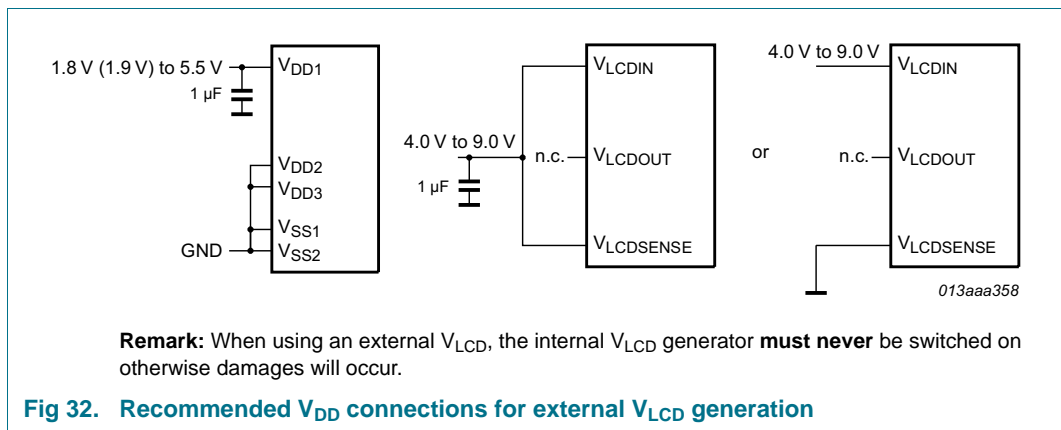 1.8 V (1.9 V) to 5.5 V
1 µF
VDD1
VDD2
VDD3
VSS1
GND
VSS2
4.0 V to 9.0 V
1 µF
VLCDIN
n.c.
VLCDOUT
VLCDSENSE
or
4.0 V to 9.0 V
VLCDIN
n.c.
VLCDOUT
VLCDSENSE
013aaa358
Remark: When using an external VLCD, the internal VLCD generator must never be switched on
otherwise damages will occur.
Fig 32. Recommended VDD connections for external VLCD generation